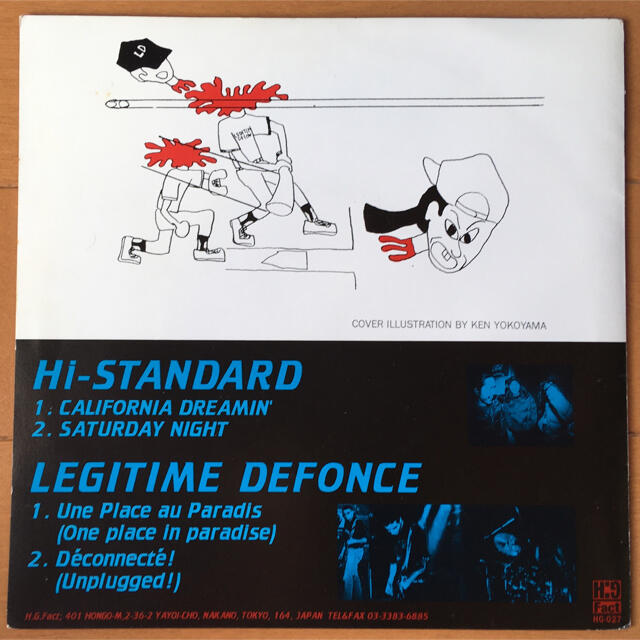 LD
COVER ILLUSTRATION BY KEN YOKOYAMA
Hi-STANDARD
1. CALIFORNIA DREAMIN'
2. SATURDAY NIGHT
LEGITIME DEFONCE
1. Une Place au Paradis
(One place in paradise)
2. Déconnecté!
(Unplugged!)
H.G.Fact; 401 HONGO-M,2-36-2 YAYOI-CHO, NAKANO, TOKYO, 164, JAPAN TEL&FAX 03-3383-6885
Fact
HG-027